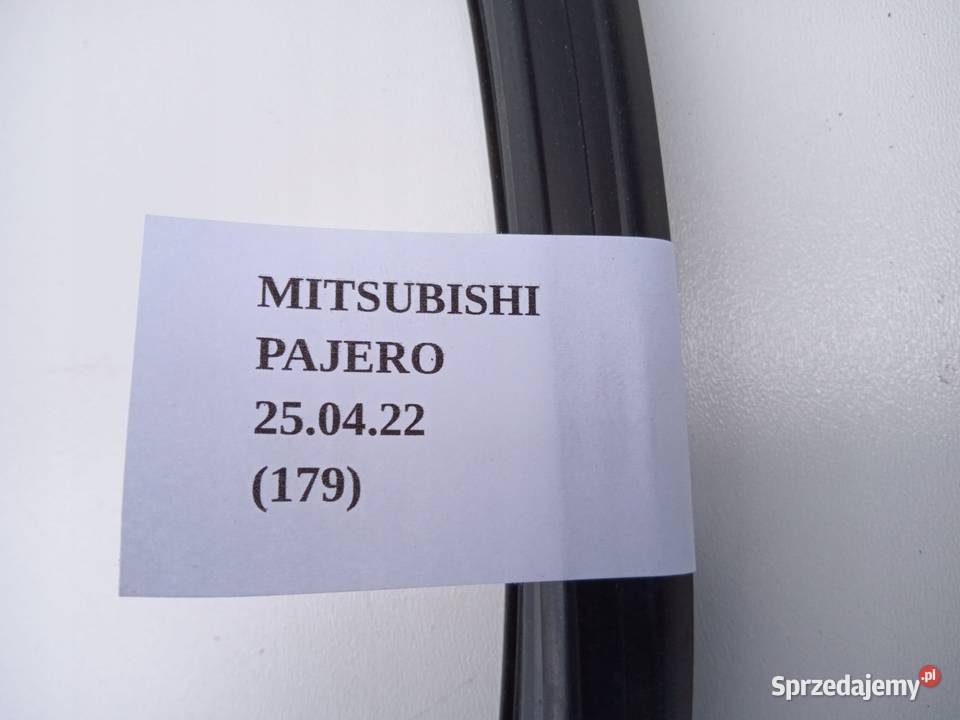 MITSUBISHI
PAJERO
25.04.22
(179)
Sprzedajemy.pl